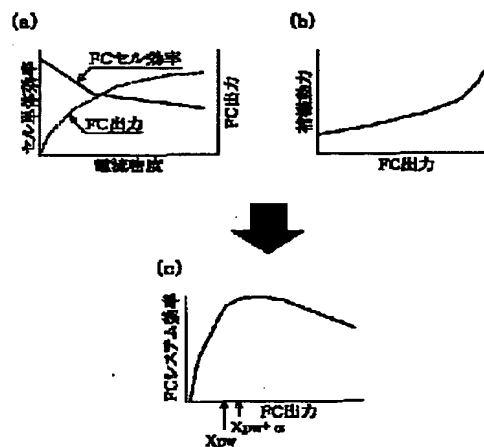 (a)
FCセル効率
セル単体効率
FC出力
FC出力
電流密度
(b)
補機動力
FC出力
(c)
FCシステム効率
FC出力
Xpw+α
Xpw